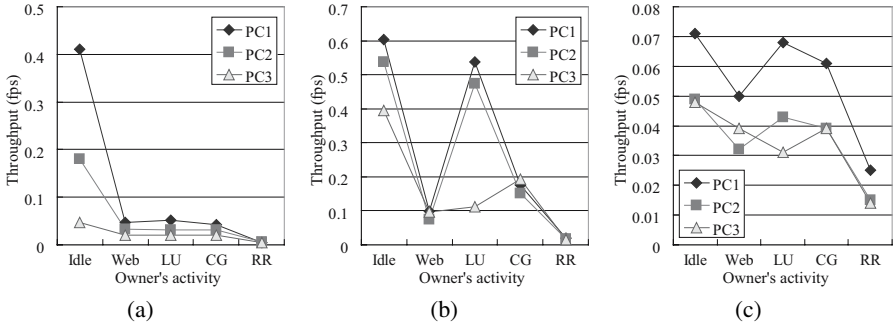 0.5
0.4
0.3
0.2
0.1
0
Throughput (fps)
PC1
PC2
PC3
Idle Web LU CG RR
Owner's activity
(a)
0.7
0.6
0.5
0.4
0.3
0.2
0.1
0.0
Throughput (fps)
PC1
PC2
PC3
Idle Web LU CG RR
Owner's activity
(b)
0.08
0.07
0.06
0.05
0.04
0.03
0.02
0.01
0.00
Throughput (fps)
PC1
PC2
PC3
Idle Web LU CG RR
Owner's activity
(c)